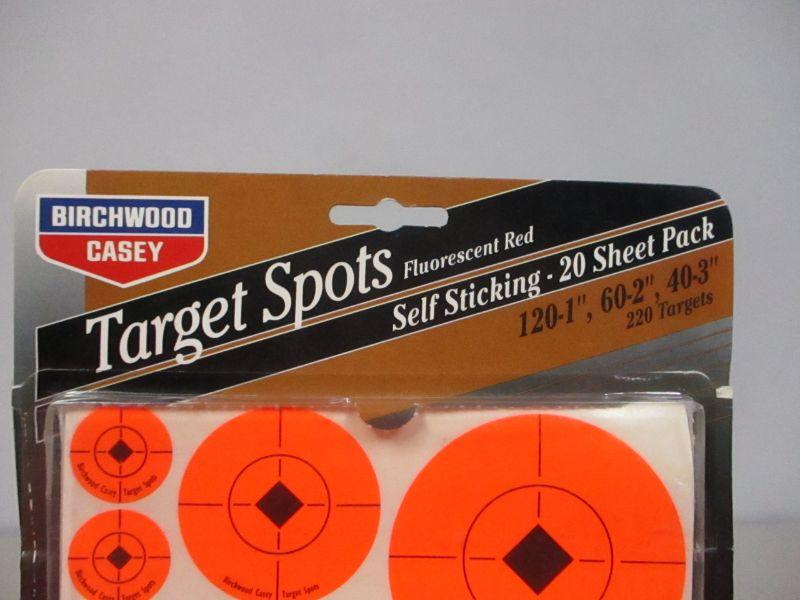 BIRCHWOOD
CASEY
Target Spots Fluorescent Red
Self Sticking - 20 Sheet Pack
120-1", 60-2", 40-3"
220 Targets
Birchwood Casey Target Spots
Birchwood Casey Target Spots
Birchwood Casey Target Spots